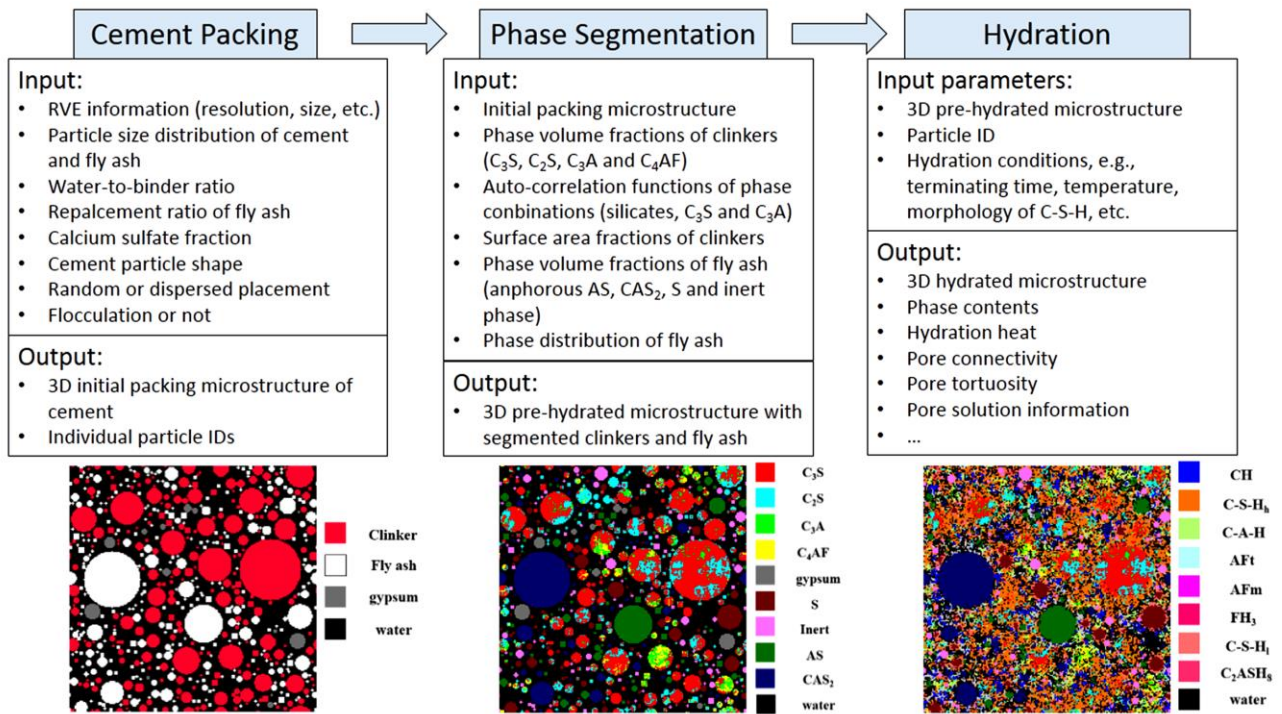 Cement Packing
Input:
• RVE information (resolution, size, etc.)
• Particle size distribution of cement
and fly ash
• Water-to-binder ratio
• Repalcement ratio of fly ash
• Calcium sulfate fraction
• Cement particle shape
• Random or dispersed placement
• Flocculation or not
Output:
• 3D initial packing microstructure of
cement
• Individual particle IDs
Clinker
Fly ash
gypsum
water
Phase Segmentation
Input:
• Initial packing microstructure
• Phase volume fractions of clinkers
(C₃S, C₂S, C₃A and C₄AF)
• Auto-correlation functions of phase
conbinations (silicates, C₃S and C₃A)
• Surface area fractions of clinkers
• Phase volume fractions of fly ash
(anphorous AS, CAS₂, S and inert
phase)
• Phase distribution of fly ash
Output:
• 3D pre-hydrated microstructure with
segmented clinkers and fly ash
C₃S
C₂S
C₃A
C₄AF
gypsum
S
Inert
AS
CAS₂
water
Hydration
Input parameters:
• 3D pre-hydrated microstructure
• Particle ID
• Hydration conditions, e.g.,
terminating time, temperature,
morphology of C-S-H, etc.
Output:
• 3D hydrated microstructure
• Phase contents
• Hydration heat
• Pore connectivity
• Pore tortuosity
• Pore solution information
• ...
CH
C-S-Hₕ
C-A-H
AFt
AFm
FH₃
C-S-Hₗ
C₂ASH₈
water